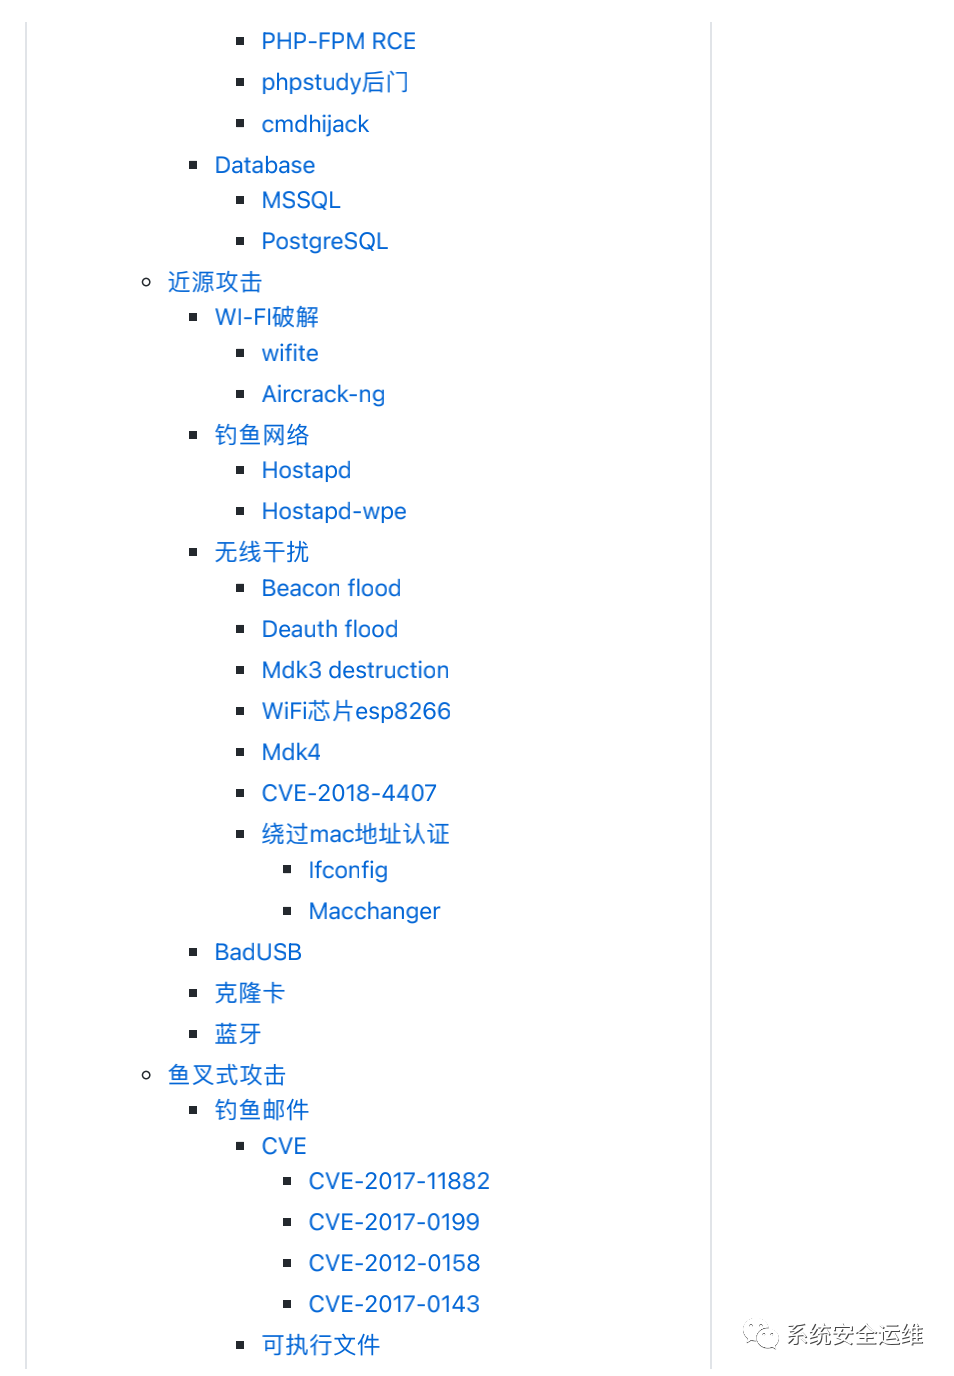 PHP-FPM RCE
phpstudy后门
cmdhijack
Database
MSSQL
PostgreSQL
近源攻击
WI-FI破解
wifite
Aircrack-ng
钓鱼网络
Hostapd
Hostapd-wpe
无线干扰
Beacon flood
Deauth flood
Mdk3 destruction
WiFi芯片esp8266
Mdk4
CVE-2018-4407
绕过mac地址认证
Ifconfig
Macchanger
BadUSB
克隆卡
蓝牙
鱼叉式攻击
钓鱼邮件
CVE
CVE-2017-11882
CVE-2017-0199
CVE-2012-0158
CVE-2017-0143
可执行文件
系统安全运维